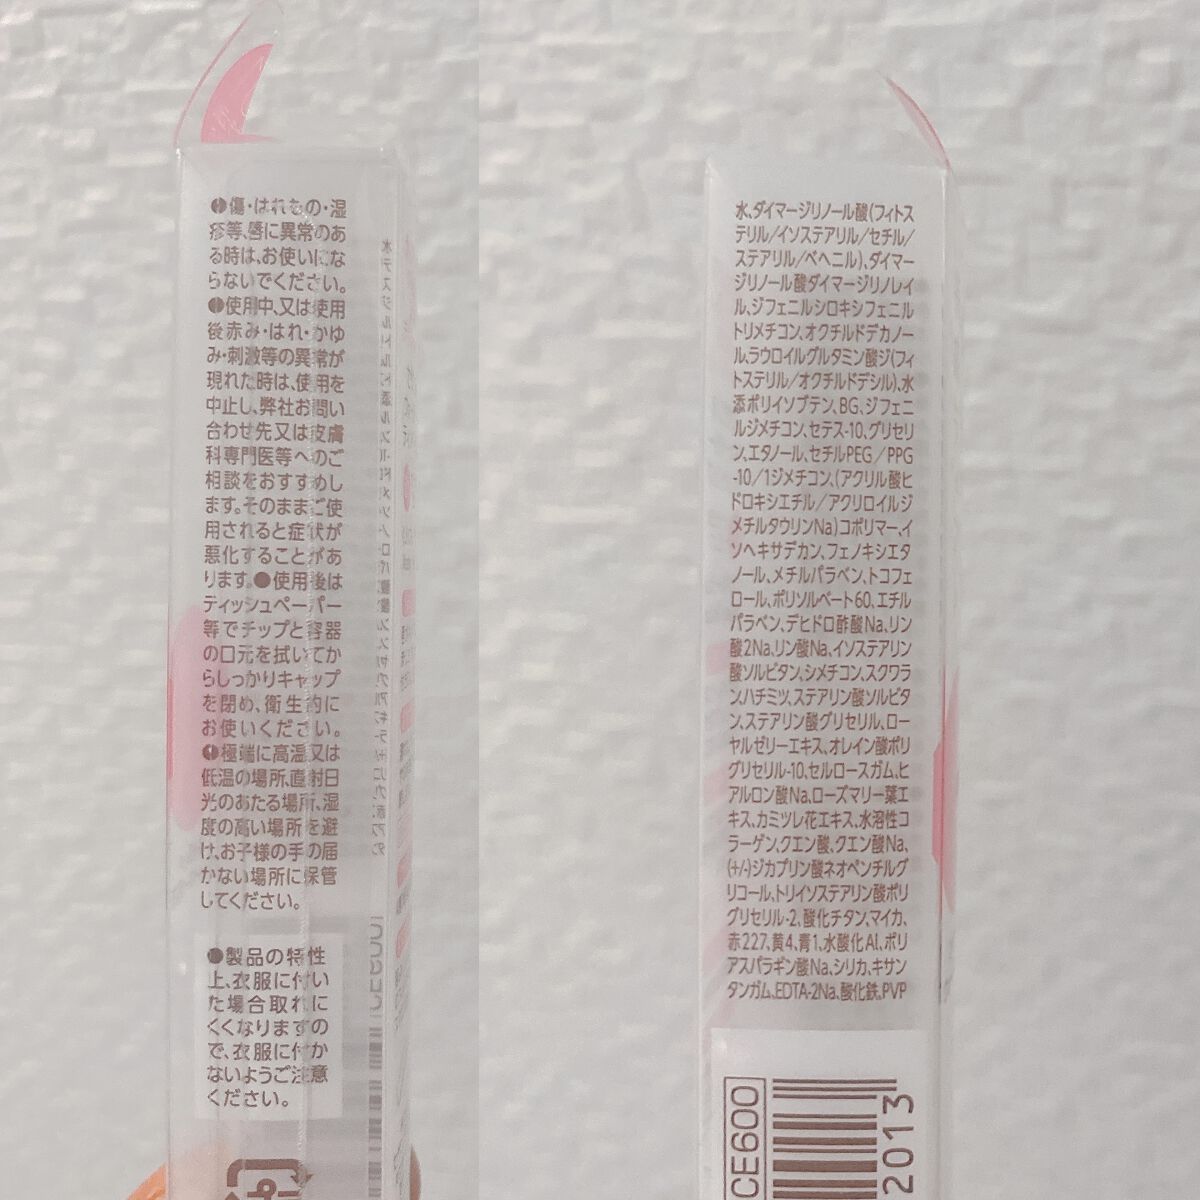 ●傷・はれもの・湿
疹等、唇に異常のあ
る時は、お使いにな
らないでください。
●使用中、又は使用
後赤み・はれ・かゆ
み・刺激等の異常が
現れた時は、使用を
中止し、弊社お問い
合わせ先又は皮膚
科専門医等へのご
相談をおすすめし
ます。そのままご使
用されると症状が
悪化することがあ
ります。●使用後は
ティッシュペーパー
等でチップと容器
の口元を拭いてか
らしっかりキャップ
を閉め、衛生的に
お使いください。
●極端に高温又は
低温の場所、直射日
光のあたる場所、湿
度の高い場所を避
け、お子様の手の届
かない場所に保管
してください。
●製品の特性
上、衣服に付い
た場合取れに
くくなりますの
で、衣服に付か
ないようご注意
ください。
水、ダイマージリノール酸(フィトス
テリル/イソステアリル/セチル/
ステアリル/ベヘニル)、ダイマー
ジリノール酸ダイマージリノレイ
ル、ジフェニルシロキシフェニル
トリメチコン、オクチルドデカノー
ル、ラウロイルグルタミン酸ジ(フィ
トステリル/オクチルドデシル)、水
添ポリイソブテン、BG、ジフェニ
ルジメチコン、セテス-10、グリセリ
ン、エタノール、セチルPEG/PPG
-10/1ジメチコン、(アクリル酸ヒ
ドロキシエチル/アクリロイルジ
メチルタウリンNa)コポリマー、イ
ソヘキサデカン、フェノキシエタ
ノール、メチルパラベン、トコフェ
ロール、ポリソルベート60、エチル
パラベン、デヒドロ酢酸Na、リン
酸2Na、リン酸Na、イソステアリン
酸ソルビタン、シメチコン、スクワラ
ン、ハチミツ、ステアリン酸ソルビタ
ン、ステアリン酸グリセリル、ロー
ヤルゼリーエキス、オレイン酸ポリ
グリセリル-10、セルロースガム、ヒ
アルロン酸Na、ローズマリー葉エ
キス、カミツレ花エキス、水溶性コ
ラーゲン、クエン酸、クエン酸Na、
(+/-)ジカプリン酸ネオペンチルグ
リコール、トリイソステアリン酸ポリ
グリセリル-2、酸化チタン、マイカ、
赤227、黄4、青1、水酸化Al、ポリ
アスパラギン酸Na、シリカ、キサン
タンガム、EDTA-2Na、酸化鉄、PVP
CE600
2013